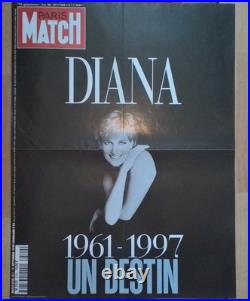 PARIS
MATCH
DIANA
1961-1997
UN DESTIN